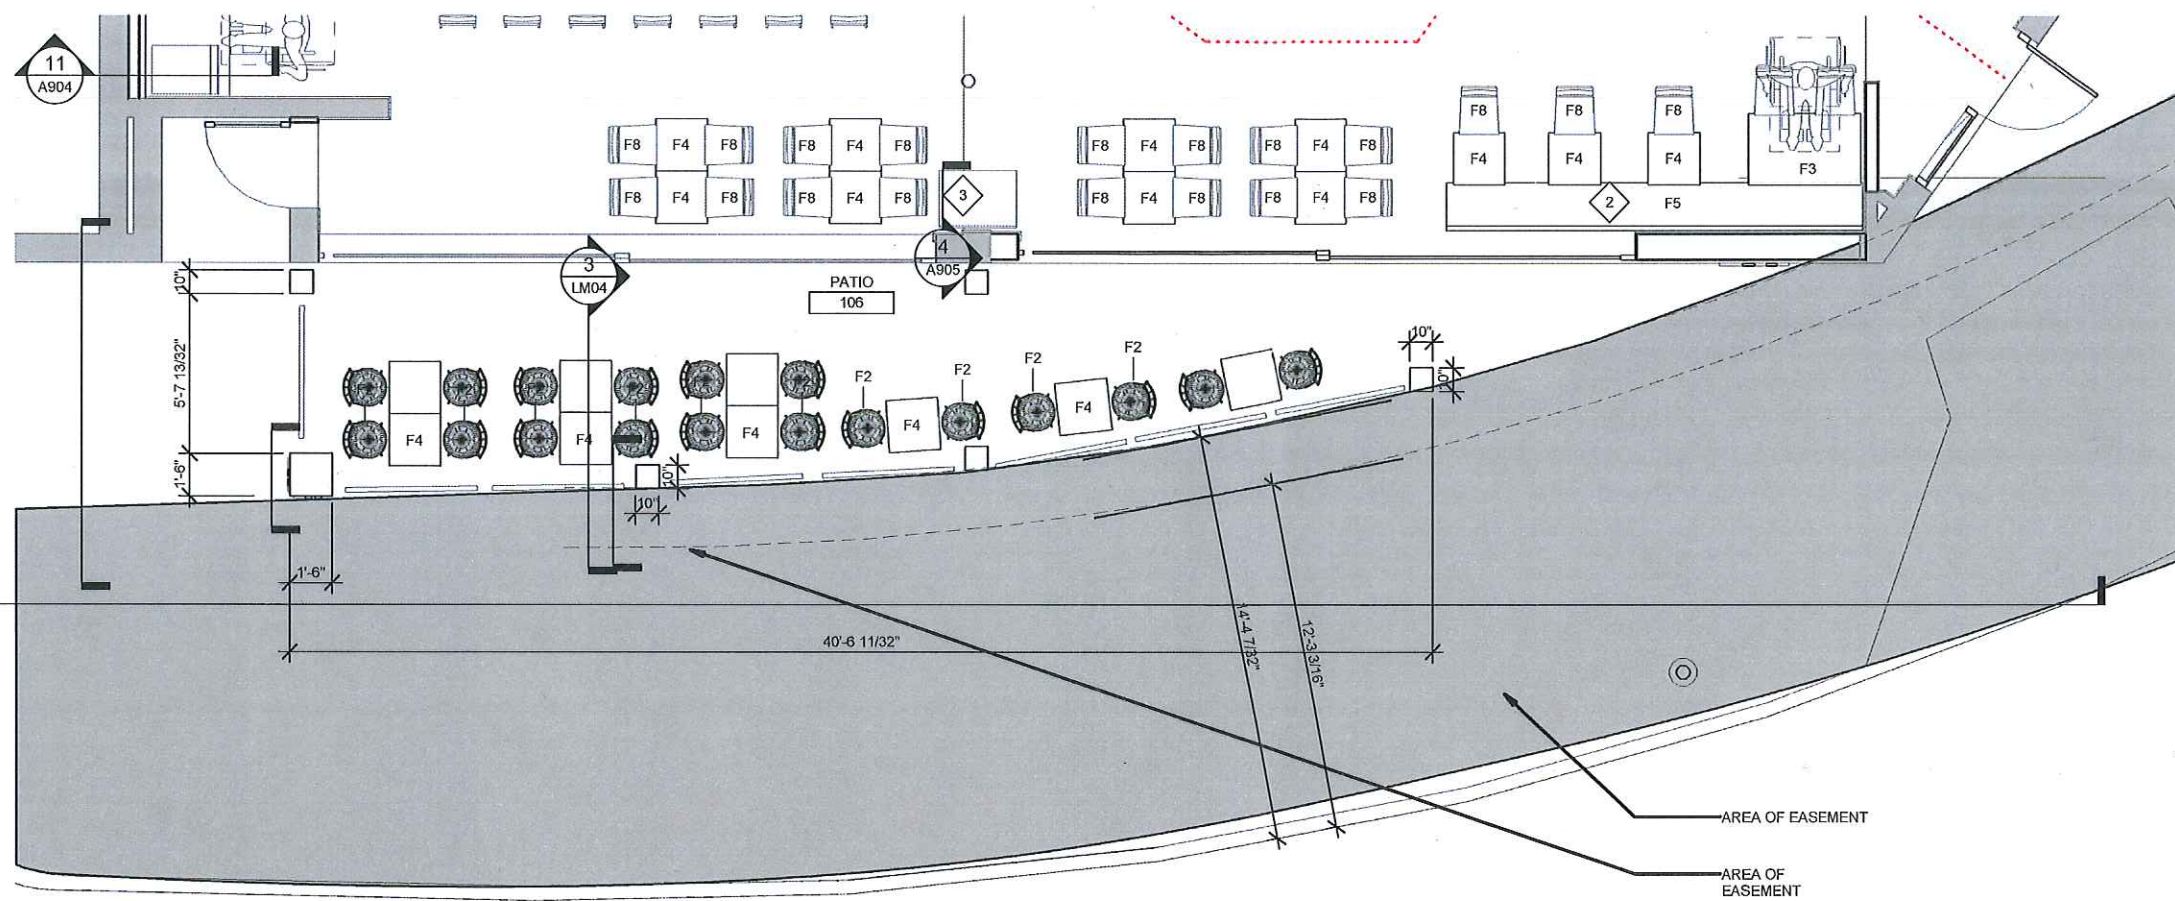 11
A904
F8 F4 F8 F8 F4 F8 F8 F4 F8 F8 F4 F8
F8 F4 F8 F8 F4 F8 F8 F4 F8 F8 F4 F8
F8 F8 F8
F4 F4 F4 F3
3
2 F5
3
LM04
4
A905
PATIO
106
10"
5'-7 13/32"
1'-6"
F2 F2 F2 F2
F4 F4 F4 F4 F4
10"
10"
10"
10"
1'-6"
40'-6 11/32"
14'-4 7/32"
12'-3 3/16"
AREA OF EASEMENT
AREA OF
EASEMENT